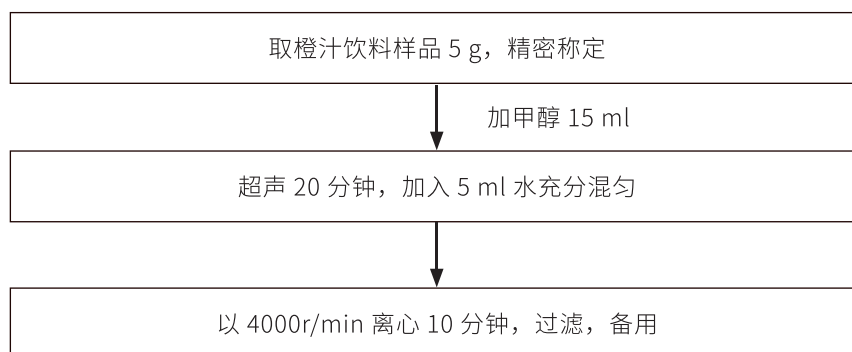 取橙汁饮料样品 5 g，精密称定
加甲醇 15 ml
超声 20 分钟，加入 5 ml 水充分混匀
以 4000r/min 离心 10 分钟，过滤，备用